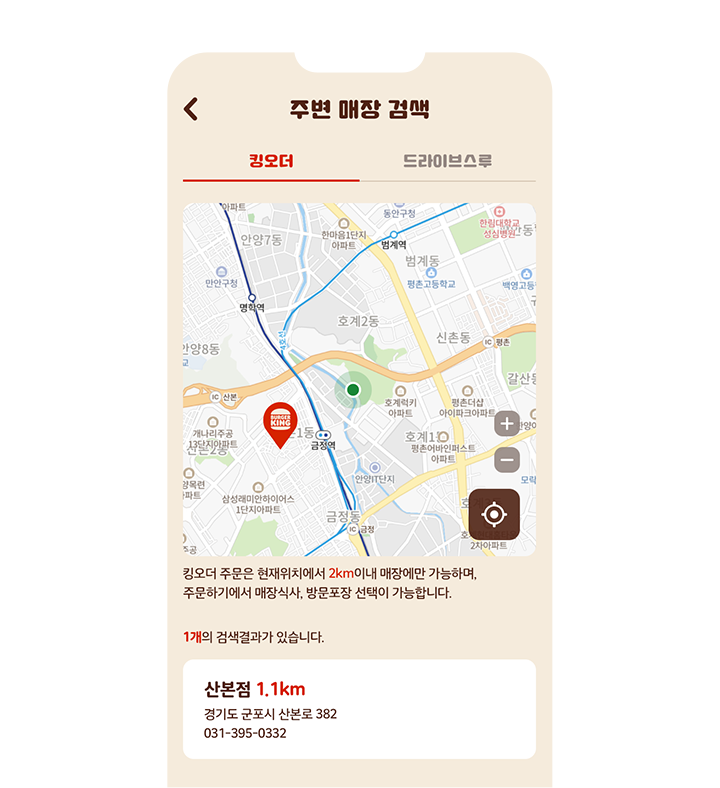 주변 매장 검색
킹오더
드라이브스루
아파트
동안구청
한림대학교
성심병원
안양7동
한마음1단지
아파트
범계역
범계동
만안구청
평촌고등학교
백영고등
명학역
호계2동
4호선
신촌동
IC 평촌
안양8동
갈산동
IC 산본
호계럭키
아파트
평촌더샵
아이파크아파트
BURGER
KING
1동
금정역
개나리주공
13단지아파트
산본2동
호계1동
평촌어바인퍼스트
아파트
+
−
안양IT단지
목련
아파트
삼성래미안하이어스
1단지아파트
금정동
IC 금정
2차아파트
킹오더 주문은 현재위치에서 2km이내 매장에만 가능하며,
주문하기에서 매장식사, 방문포장 선택이 가능합니다.
1개의 검색결과가 있습니다.
산본점 1.1km
경기도 군포시 산본로 382
031-395-0332